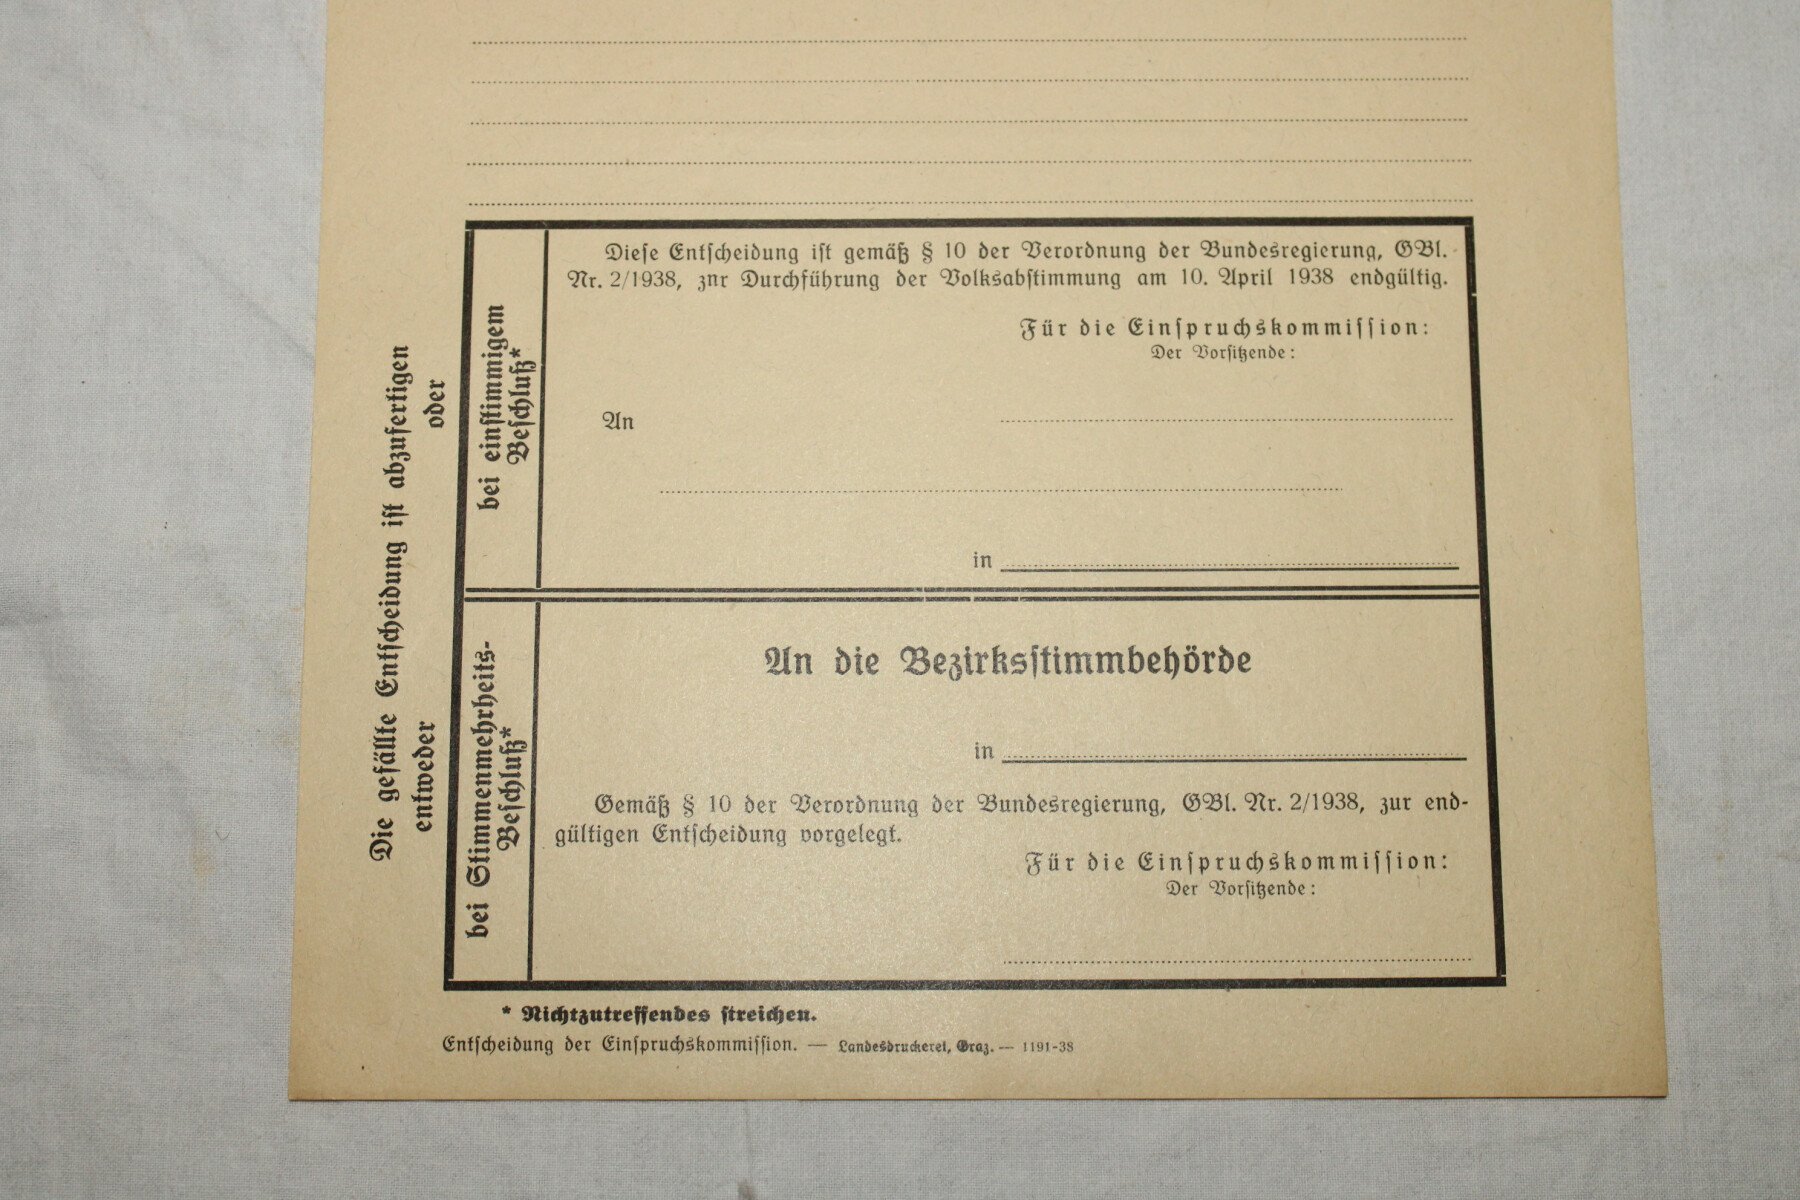 Die gefällte Entscheidung ist abzufertigen
entweder
oder
bei einstimmigem
Beschluß*
Diese Entscheidung ist gemäß § 10 der Verordnung der Bundesregierung, GBl.
Nr. 2/1938, znr Durchführung der Volksabstimmung am 10. April 1938 endgültig.
Für die Einspruchskommission:
Der Vorsitzende:
An
in
bei Stimmenmehrheits-
Beschluß*
An die Bezirksstimmbehörde
in
Gemäß § 10 der Verordnung der Bundesregierung, GBl. Nr. 2/1938, zur end-
gültigen Entscheidung vorgelegt.
Für die Einspruchskommission:
Der Vorsitzende:
* Nichtzutreffendes streichen.
Entscheidung der Einspruchskommission. — Landesdruckerei, Graz. — 1191-38